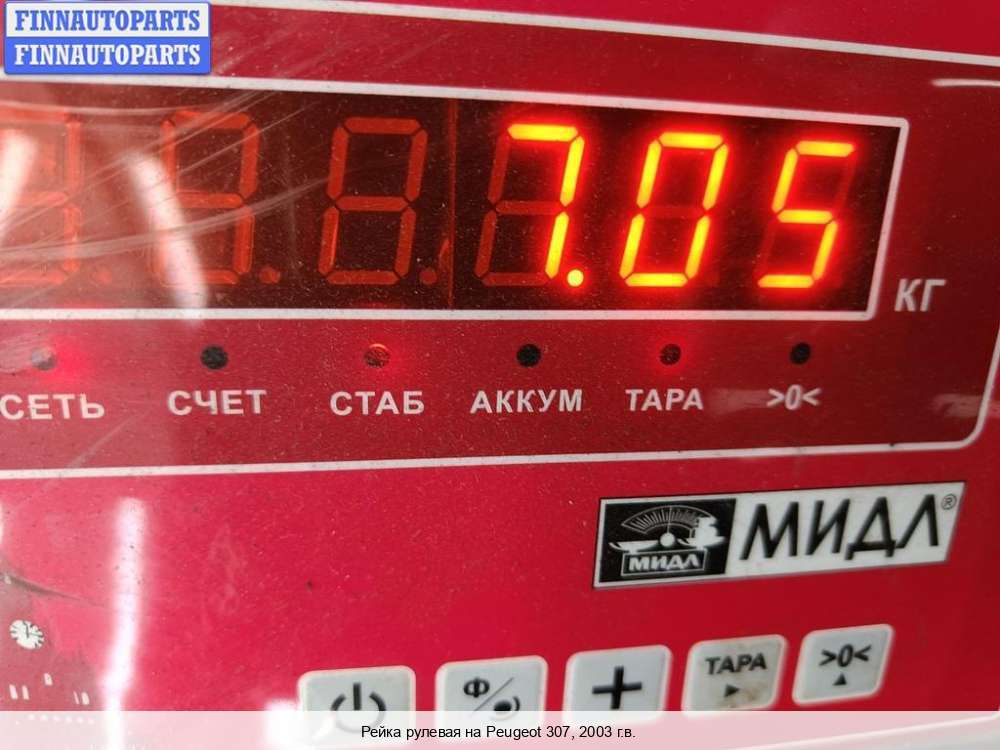 FINNAUTOPARTS
FINNAUTOPARTS
7.05
КГ
СЕТЬ СЧЕТ СТАБ АККУМ ТАРА >0<
МИДЛ МИДЛ®
Ф + ТАРА >0<
Рейка рулевая на Peugeot 307, 2003 г.в.